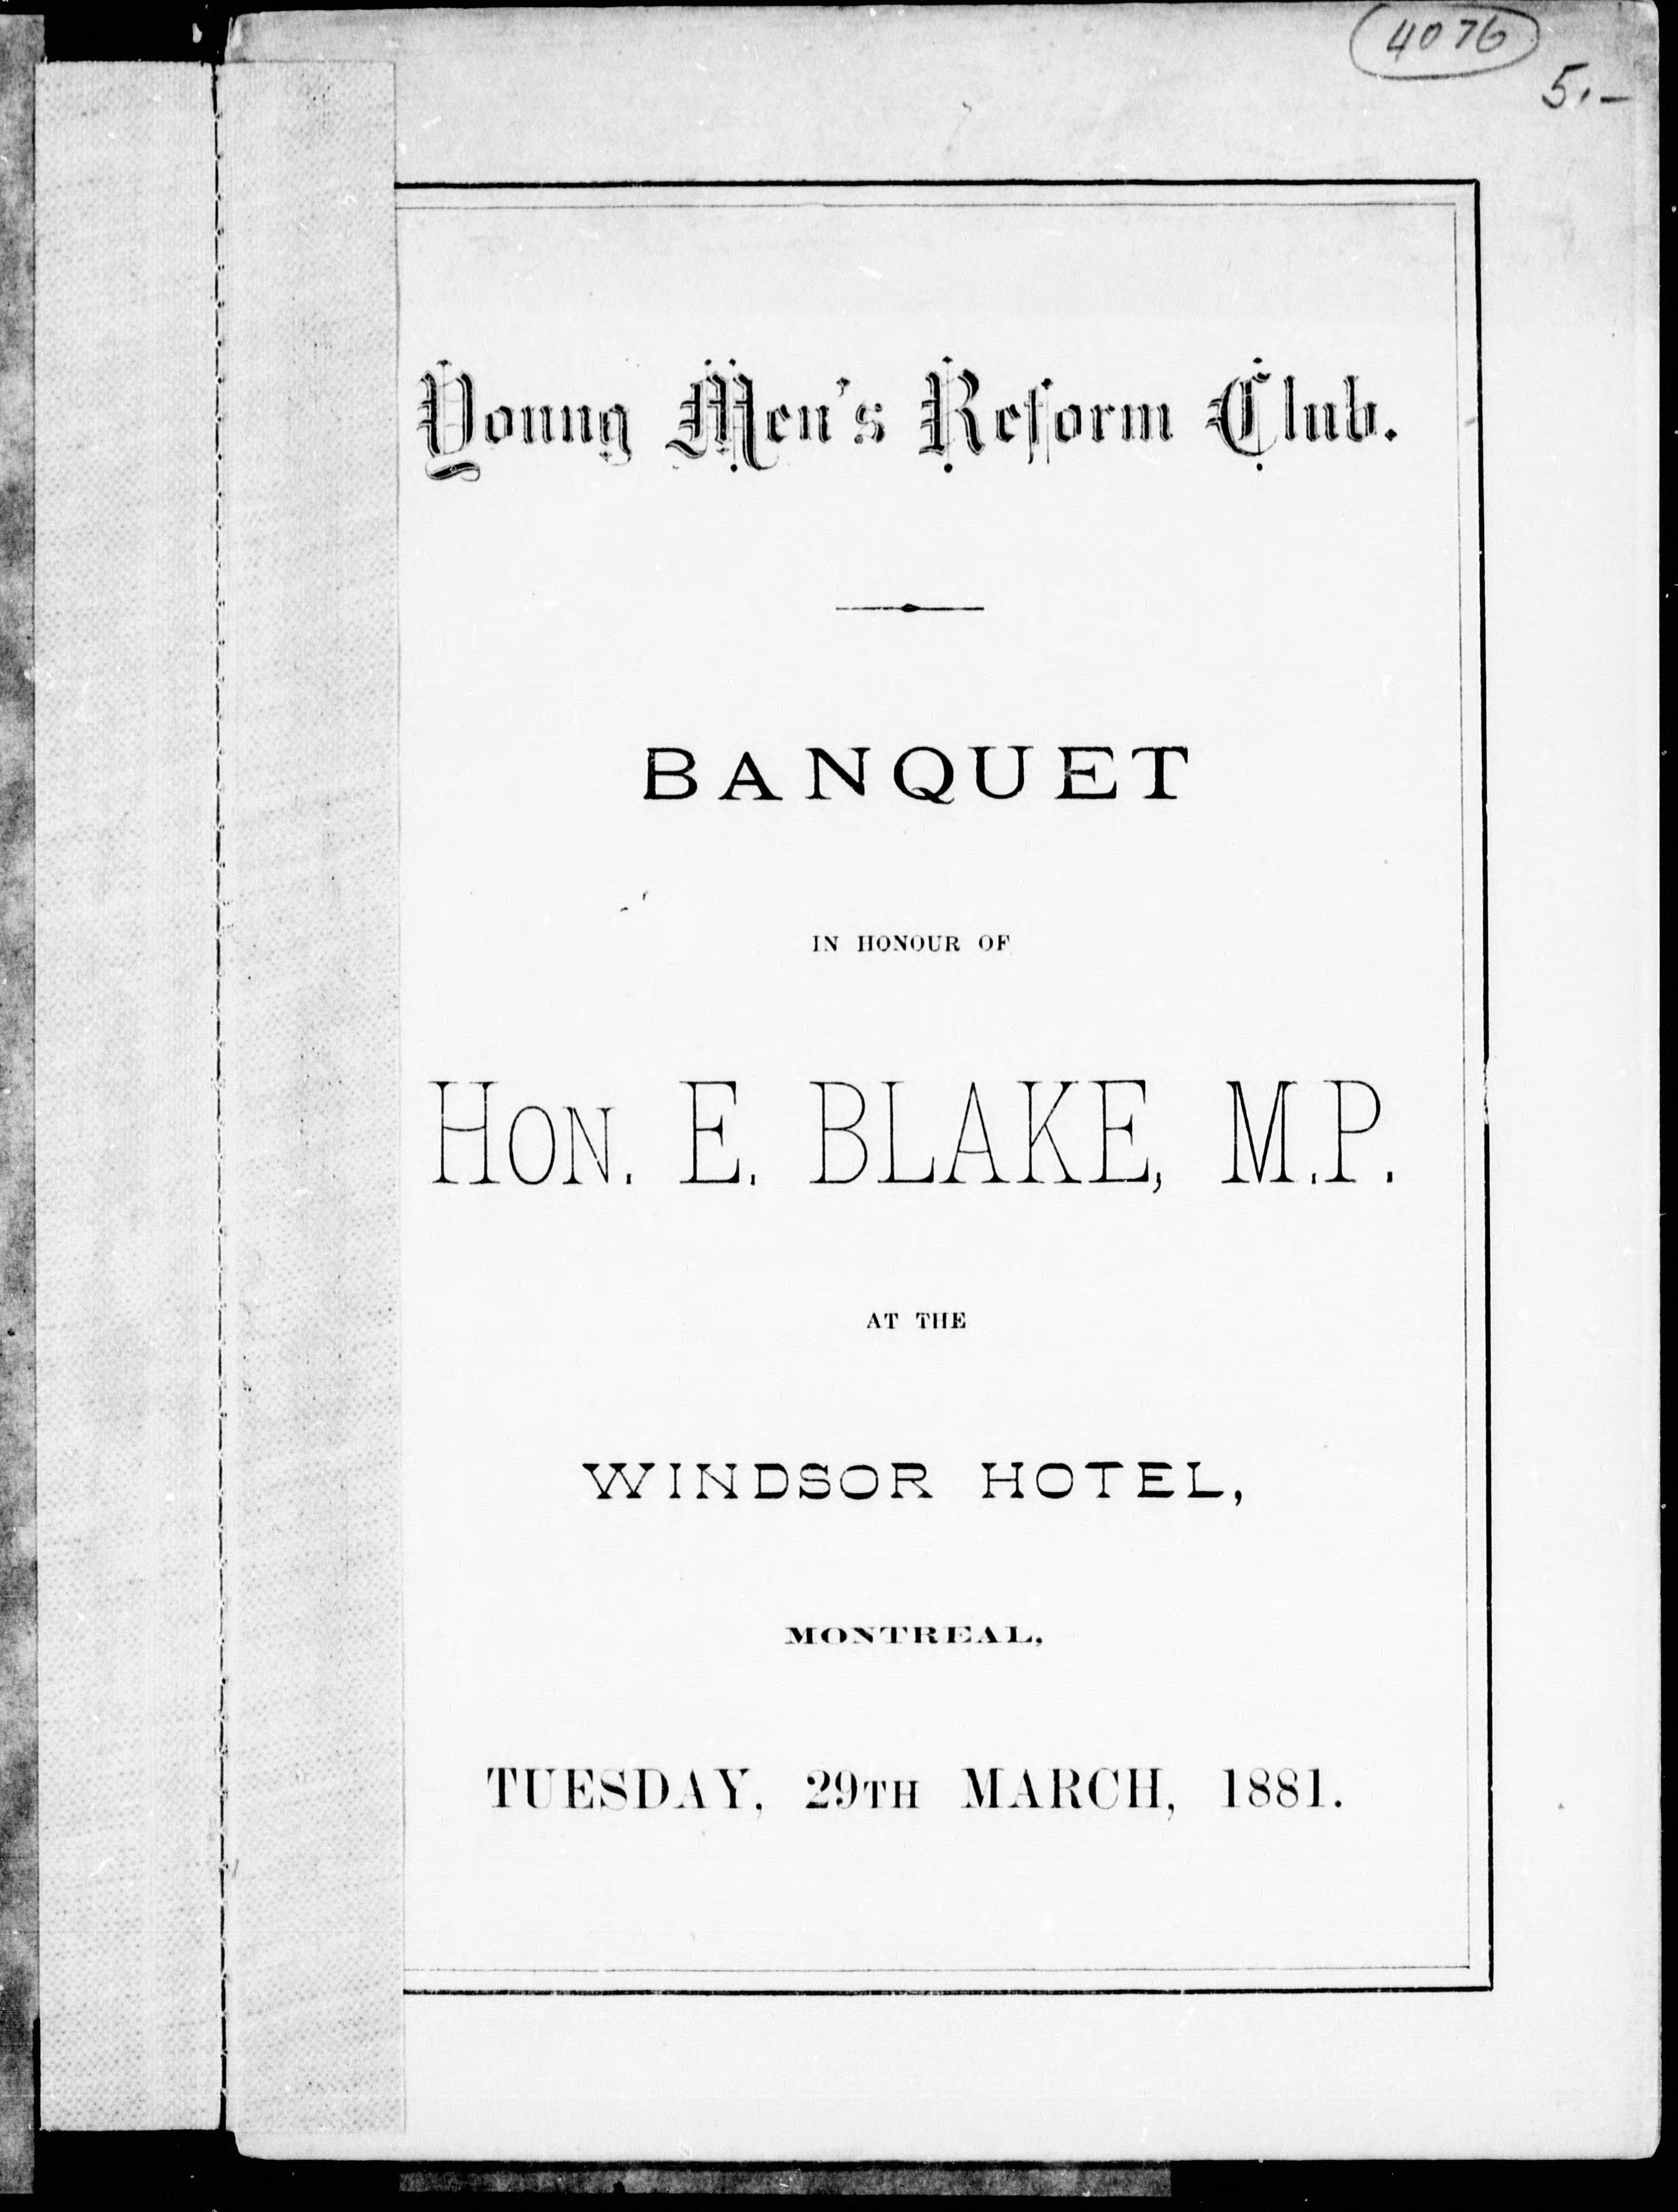 4076
5.-
Young Men's Reform Club.
BANQUET
IN HONOUR OF
HON. E. BLAKE, M.P.
AT THE
WINDSOR HOTEL,
MONTREAL,
TUESDAY, 29TH MARCH, 1881.